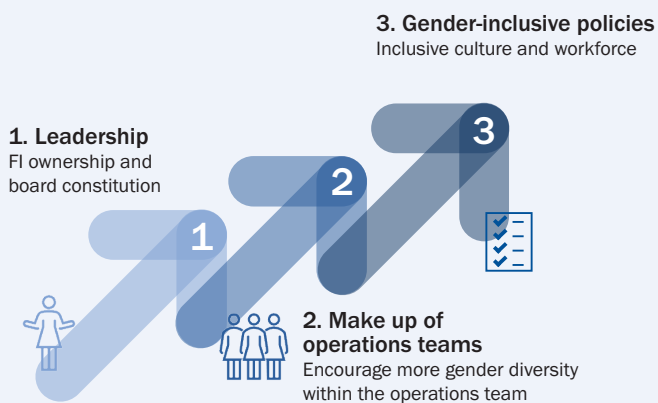 3. Gender-inclusive policies
Inclusive culture and workforce
1. Leadership
FI ownership and
board constitution
3
2
1
2. Make up of
operations teams
Encourage more gender diversity
within the operations team